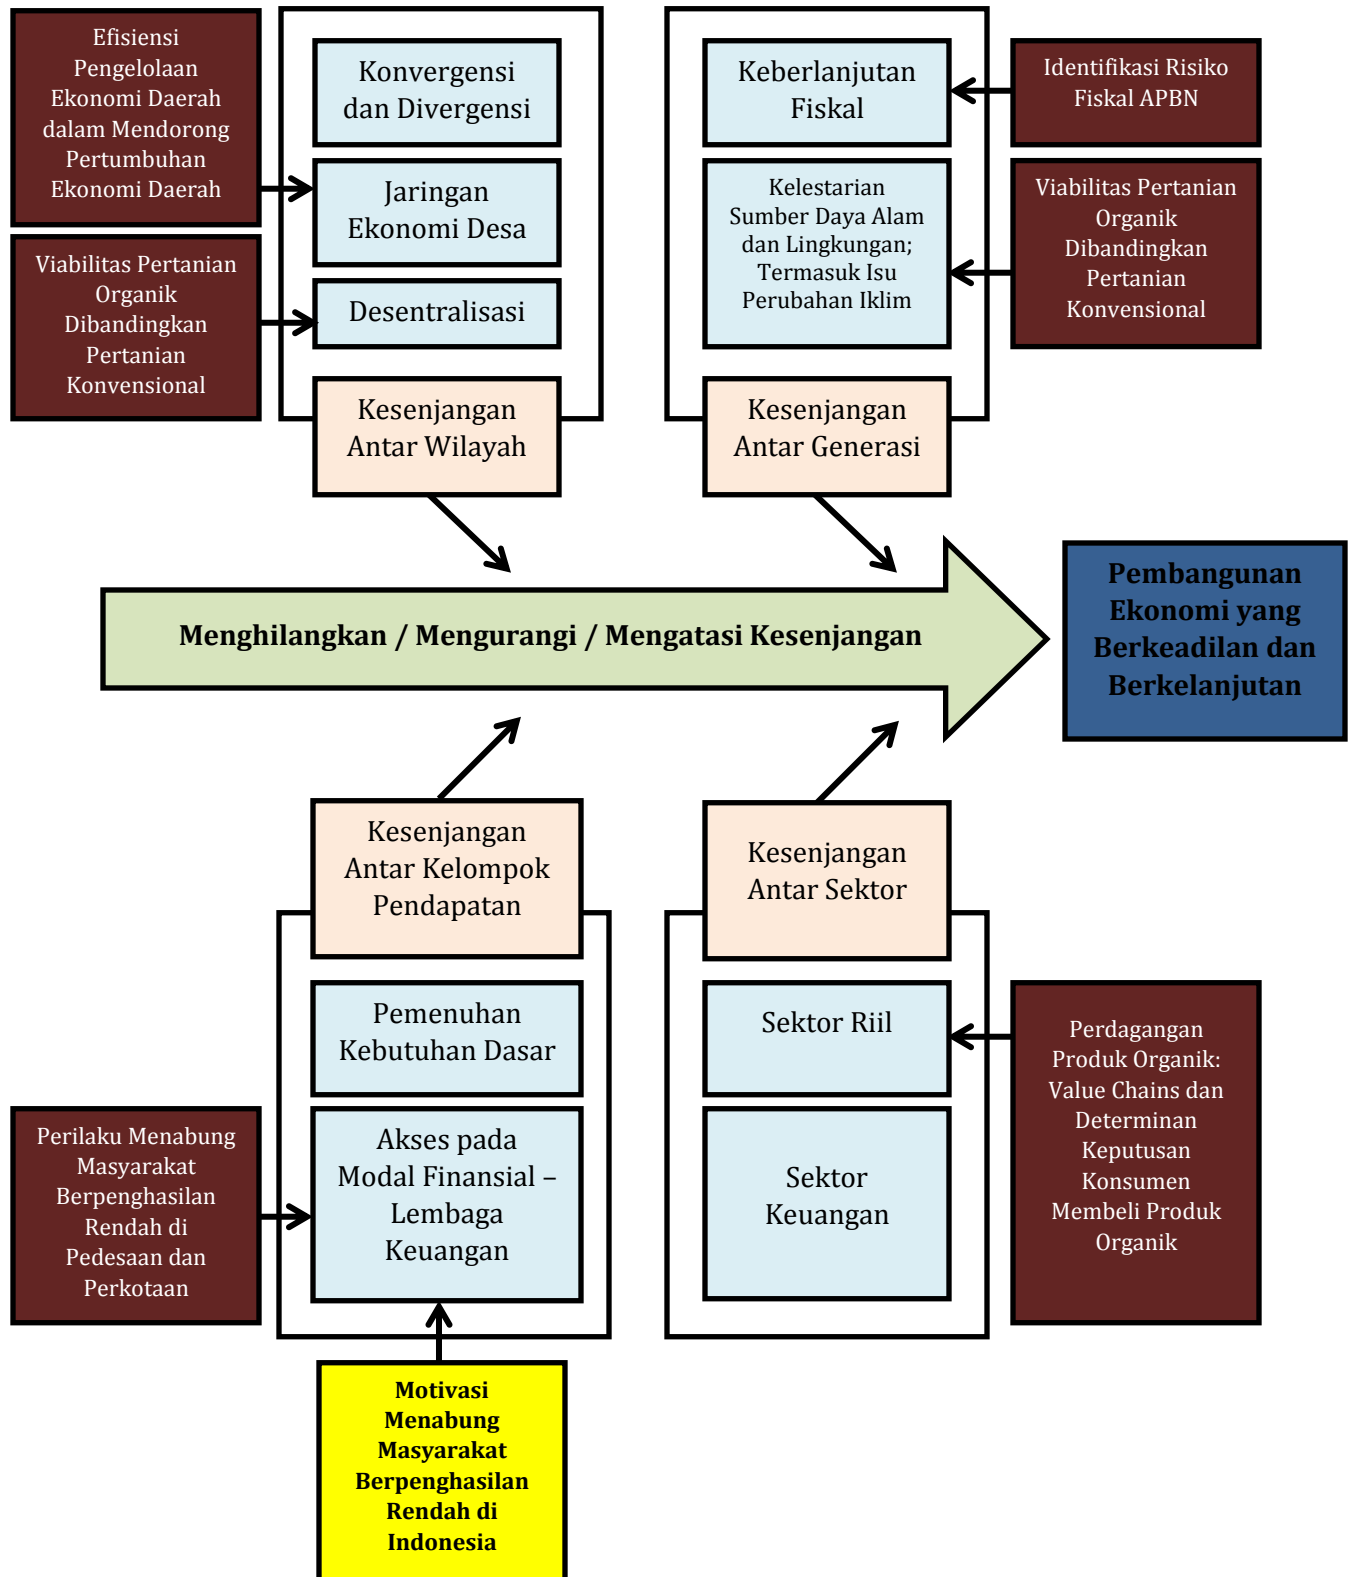 Efisiensi
Pengelolaan
Ekonomi Daerah
dalam Mendorong
Pertumbuhan
Ekonomi Daerah
Viabilitas Pertanian
Organik
Dibandingkan
Pertanian
Konvensional
Konvergensi
dan Divergensi
Jaringan
Ekonomi Desa
Desentralisasi
Kesenjangan
Antar Wilayah
Keberlanjutan
Fiskal
Kelestarian
Sumber Daya Alam
dan Lingkungan;
Termasuk Isu
Perubahan Iklim
Kesenjangan
Antar Generasi
Identifikasi Risiko
Fiskal APBN
Viabilitas Pertanian
Organik
Dibandingkan
Pertanian
Konvensional
Menghilangkan / Mengurangi / Mengatasi Kesenjangan
Pembangunan
Ekonomi yang
Berkeadilan dan
Berkelanjutan
Kesenjangan
Antar Kelompok
Pendapatan
Pemenuhan
Kebutuhan Dasar
Akses pada
Modal Finansial –
Lembaga
Keuangan
Perilaku Menabung
Masyarakat
Berpenghasilan
Rendah di
Pedesaan dan
Perkotaan
Motivasi
Menabung
Masyarakat
Berpenghasilan
Rendah di
Indonesia
Kesenjangan
Antar Sektor
Sektor Riil
Sektor
Keuangan
Perdagangan
Produk Organik:
Value Chains dan
Determinan
Keputusan
Konsumen
Membeli Produk
Organik